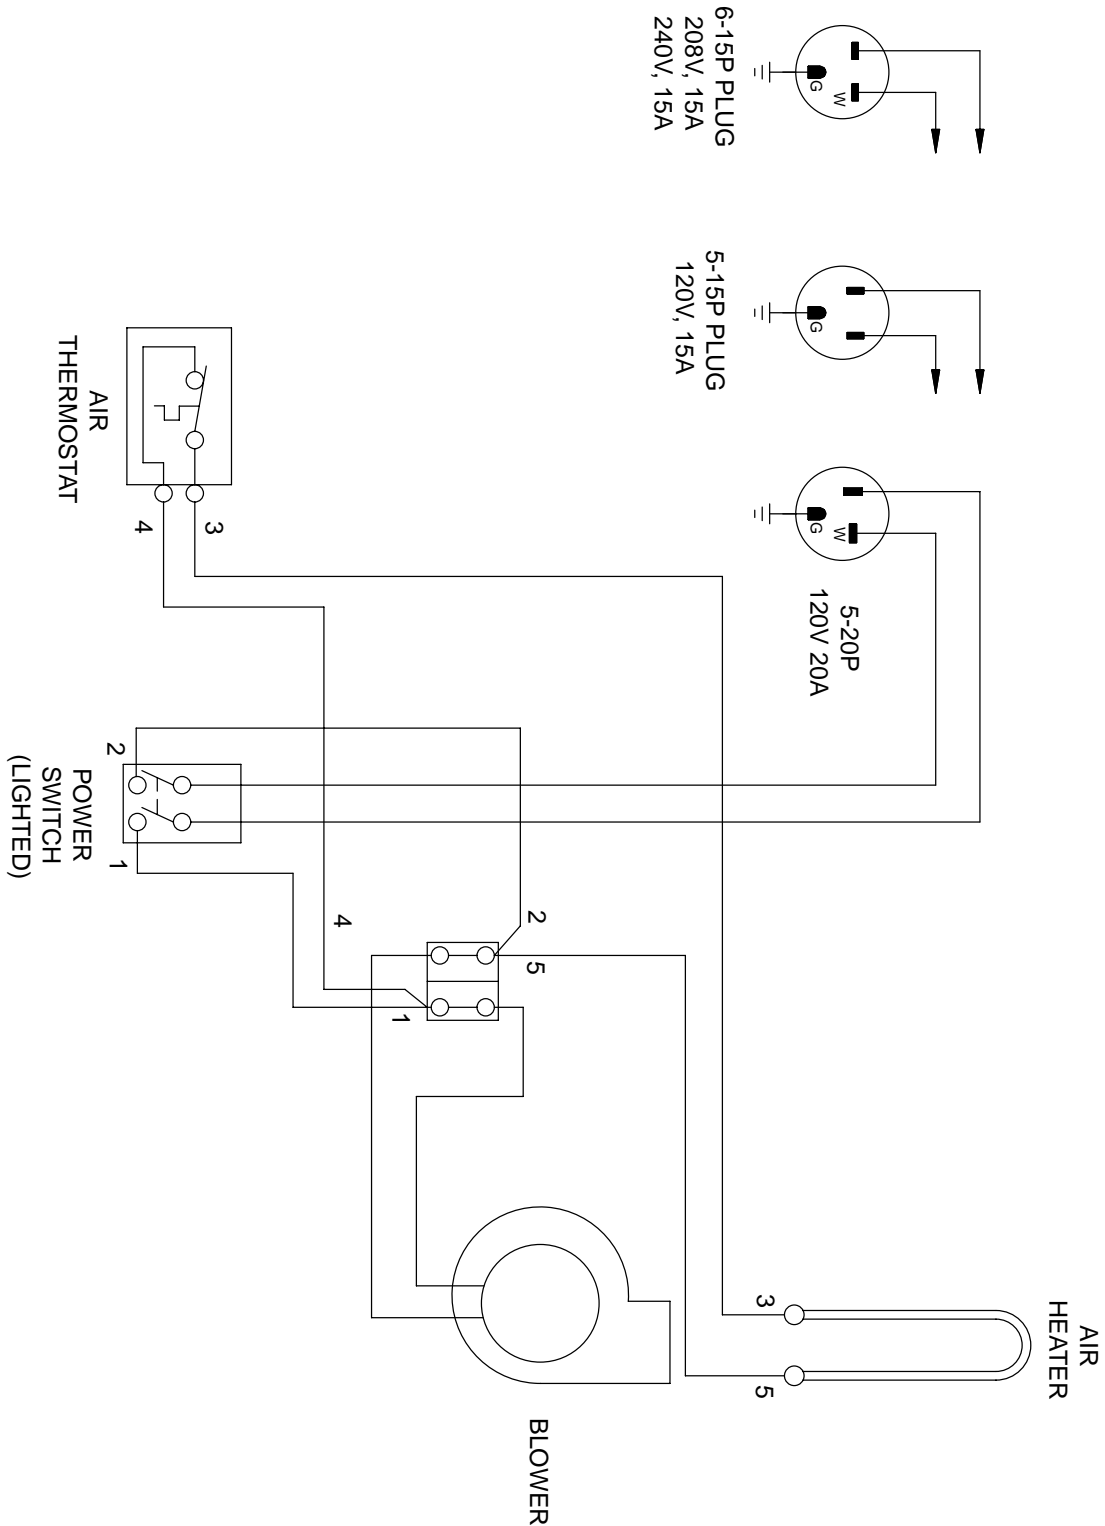 6-15P PLUG
208V, 15A
240V, 15A
G
W
5-15P PLUG
120V, 15A
G
5-20P
120V 20A
G
W
AIR
THERMOSTAT
3
4
POWER
SWITCH
(LIGHTED)
2
1
4
2
5
1
BLOWER
AIR
HEATER
3
5